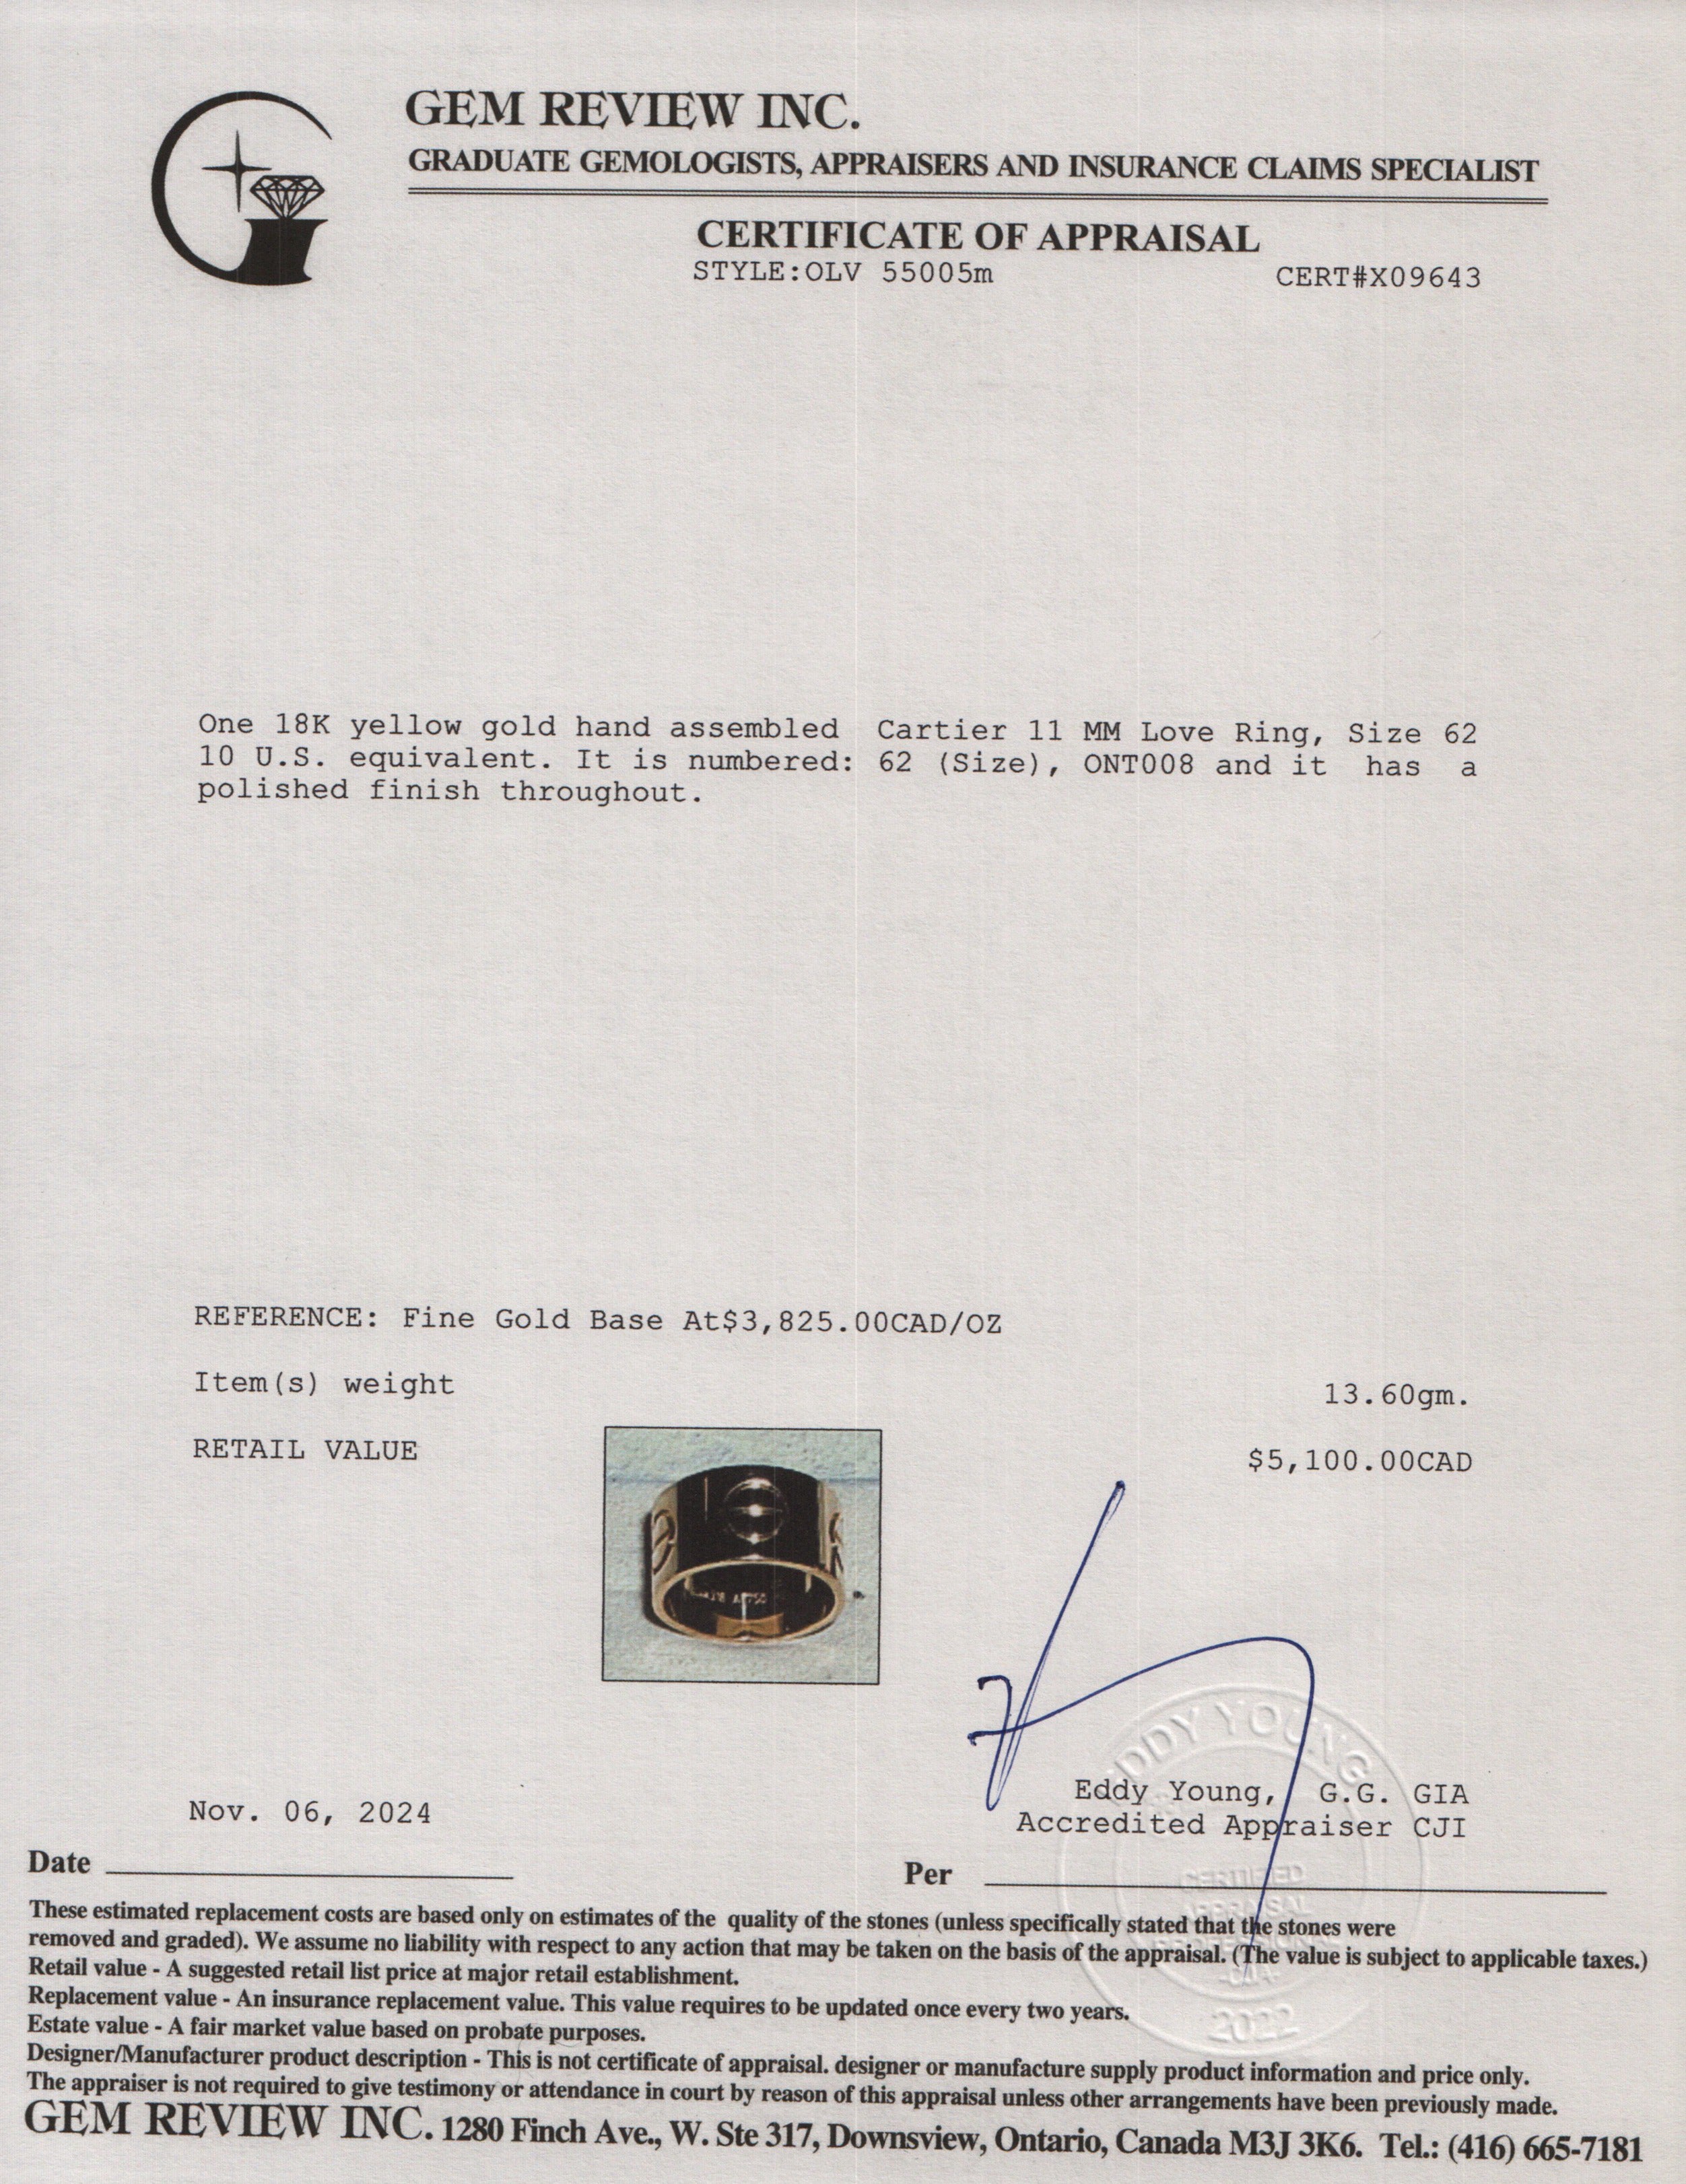 GEM REVIEW INC.
GRADUATE GEMOLOGISTS, APPRAISERS AND INSURANCE CLAIMS SPECIALIST
CERTIFICATE OF APPRAISAL
STYLE:OLV 55005m CERT#X09643
One 18K yellow gold hand assembled Cartier 11 MM Love Ring, Size 62
10 U.S. equivalent. It is numbered: 62 (Size), ONT008 and it has a
polished finish throughout.
REFERENCE: Fine Gold Base At$3,825.00CAD/OZ
Item(s) weight 13.60gm.
RETAIL VALUE $5,100.00CAD
EDDY YOUNG
Eddy Young, G.G. GIA
Nov. 06, 2024 Accredited Appraiser CJI
Date Per
CERTIFIED
APPRAISAL
2022
These estimated replacement costs are based only on estimates of the quality of the stones (unless specifically stated that the stones were
removed and graded). We assume no liability with respect to any action that may be taken on the basis of the appraisal. (The value is subject to applicable taxes.)
Retail value - A suggested retail list price at major retail establishment.
Replacement value - An insurance replacement value. This value requires to be updated once every two years.
Estate value - A fair market value based on probate purposes.
Designer/Manufacturer product description - This is not certificate of appraisal. designer or manufacture supply product information and price only.
The appraiser is not required to give testimony or attendance in court by reason of this appraisal unless other arrangements have been previously made.
GEM REVIEW INC. 1280 Finch Ave., W. Ste 317, Downsview, Ontario, Canada M3J 3K6. Tel.: (416) 665-7181